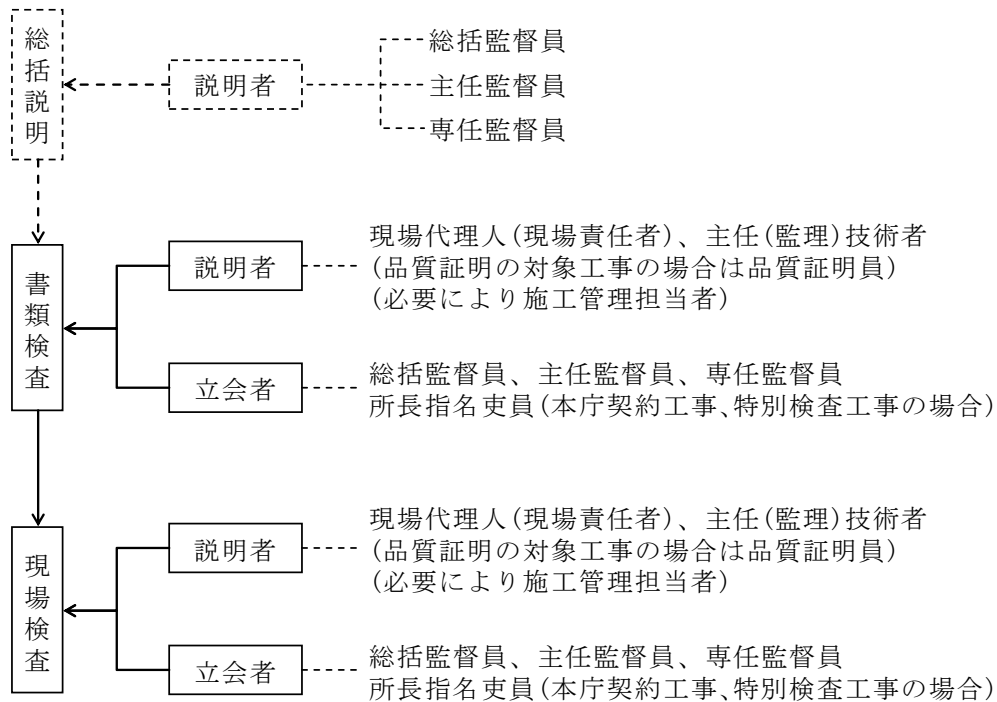 総括説明
説明者
総括監督員
主任監督員
専任監督員
書類検査
説明者
現場代理人(現場責任者)、主任(監理)技術者
(品質証明の対象工事の場合は品質証明員)
(必要により施工管理担当者)
立会者
総括監督員、主任監督員、専任監督員
所長指名吏員(本庁契約工事、特別検査工事の場合)
現場検査
説明者
現場代理人(現場責任者)、主任(監理)技術者
(品質証明の対象工事の場合は品質証明員)
(必要により施工管理担当者)
立会者
総括監督員、主任監督員、専任監督員
所長指名吏員(本庁契約工事、特別検査工事の場合)